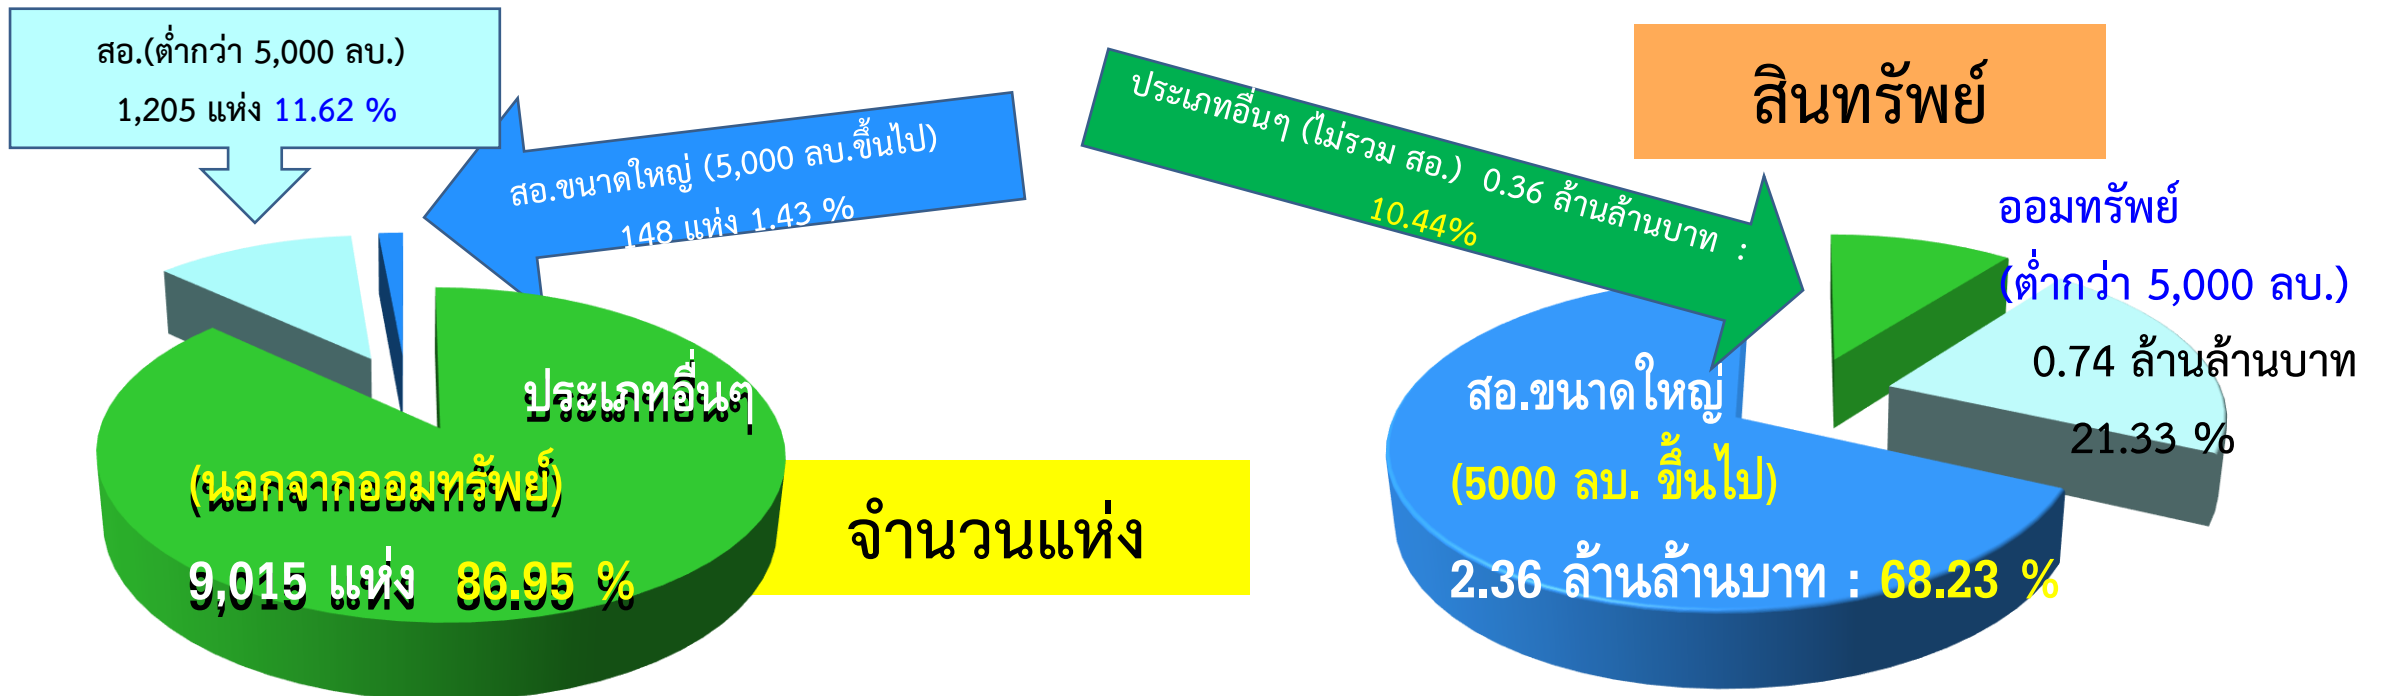 สอ.(ต่ำกว่า 5,000 ลบ.)
1,205 แห่ง 11.62 %
สอ.ขนาดใหญ่ (5,000 ลบ.ขึ้นไป)
148 แห่ง 1.43 %
ประเภทอื่นๆ
(นอกจากออมทรัพย์)
9,015 แห่ง 86.95 %
จำนวนแห่ง
ประเภทอื่นๆ (ไม่รวม สอ.) 0.36 ล้านล้านบาท :
10.44%
สินทรัพย์
ออมทรัพย์
(ต่ำกว่า 5,000 ลบ.)
0.74 ล้านล้านบาท
21.33 %
สอ.ขนาดใหญ่
(5000 ลบ. ขึ้นไป)
2.36 ล้านล้านบาท : 68.23 %